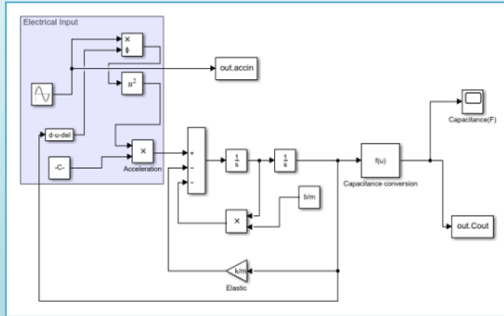 Electrical Input
×
÷
out.accin
u²
d-u-del
-C-
×
Acceleration
+
−
−
1
s
1
s
f(u)
Capacitance conversion
Capacitance(F)
b/m
×
out.Cout
k/m
Elastic